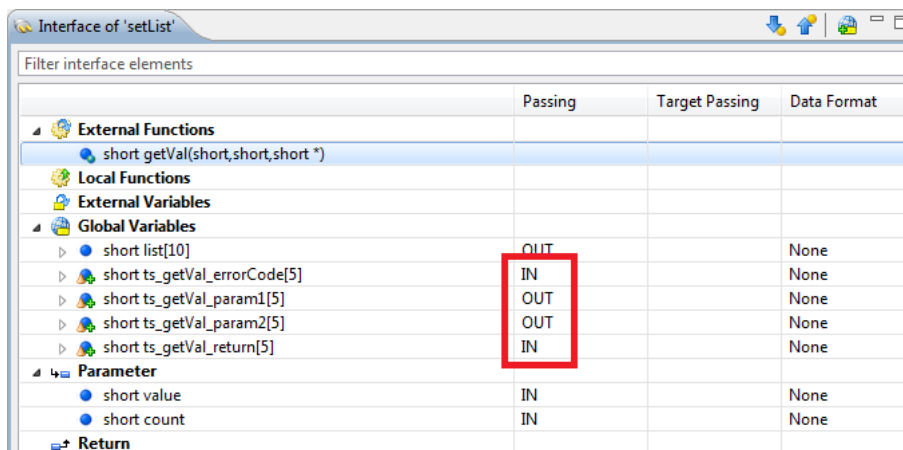 Interface of 'setList'
Filter interface elements
Passing Target Passing Data Format
External Functions
short getVal(short,short,short *)
Local Functions
External Variables
Global Variables
short list[10] OUT None
short ts_getVal_errorCode[5] IN None
short ts_getVal_param1[5] OUT None
short ts_getVal_param2[5] OUT None
short ts_getVal_return[5] IN None
Parameter
short value IN None
short count IN None
Return